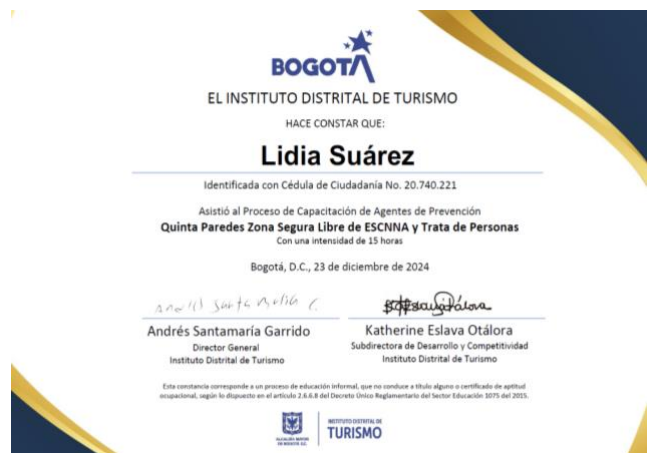 BOGOTÁ
EL INSTITUTO DISTRITAL DE TURISMO
HACE CONSTAR QUE:
Lidia Suárez
Identificada con Cédula de Ciudadanía No. 20.740.221
Asistió al Proceso de Capacitación de Agentes de Prevención
Quinta Paredes Zona Segura Libre de ESCNNA y Trata de Personas
Con una intensidad de 15 horas
Bogotá, D.C., 23 de diciembre de 2024
Andrés Santamaría Garrido
Director General
Instituto Distrital de Turismo
Katherine Eslava Otálora
Subdirectora de Desarrollo y Competitividad
Instituto Distrital de Turismo
Esta constancia corresponde a un proceso de educación informal, que no conduce a título alguno o certificado de aptitud
ocupacional, según lo dispuesto en el artículo 2.6.6.8 del Decreto Único Reglamentario del Sector Educación 1075 del 2015.
ALCALDÍA MAYOR
DE BOGOTÁ D.C.
INSTITUTO DISTRITAL DE
TURISMO